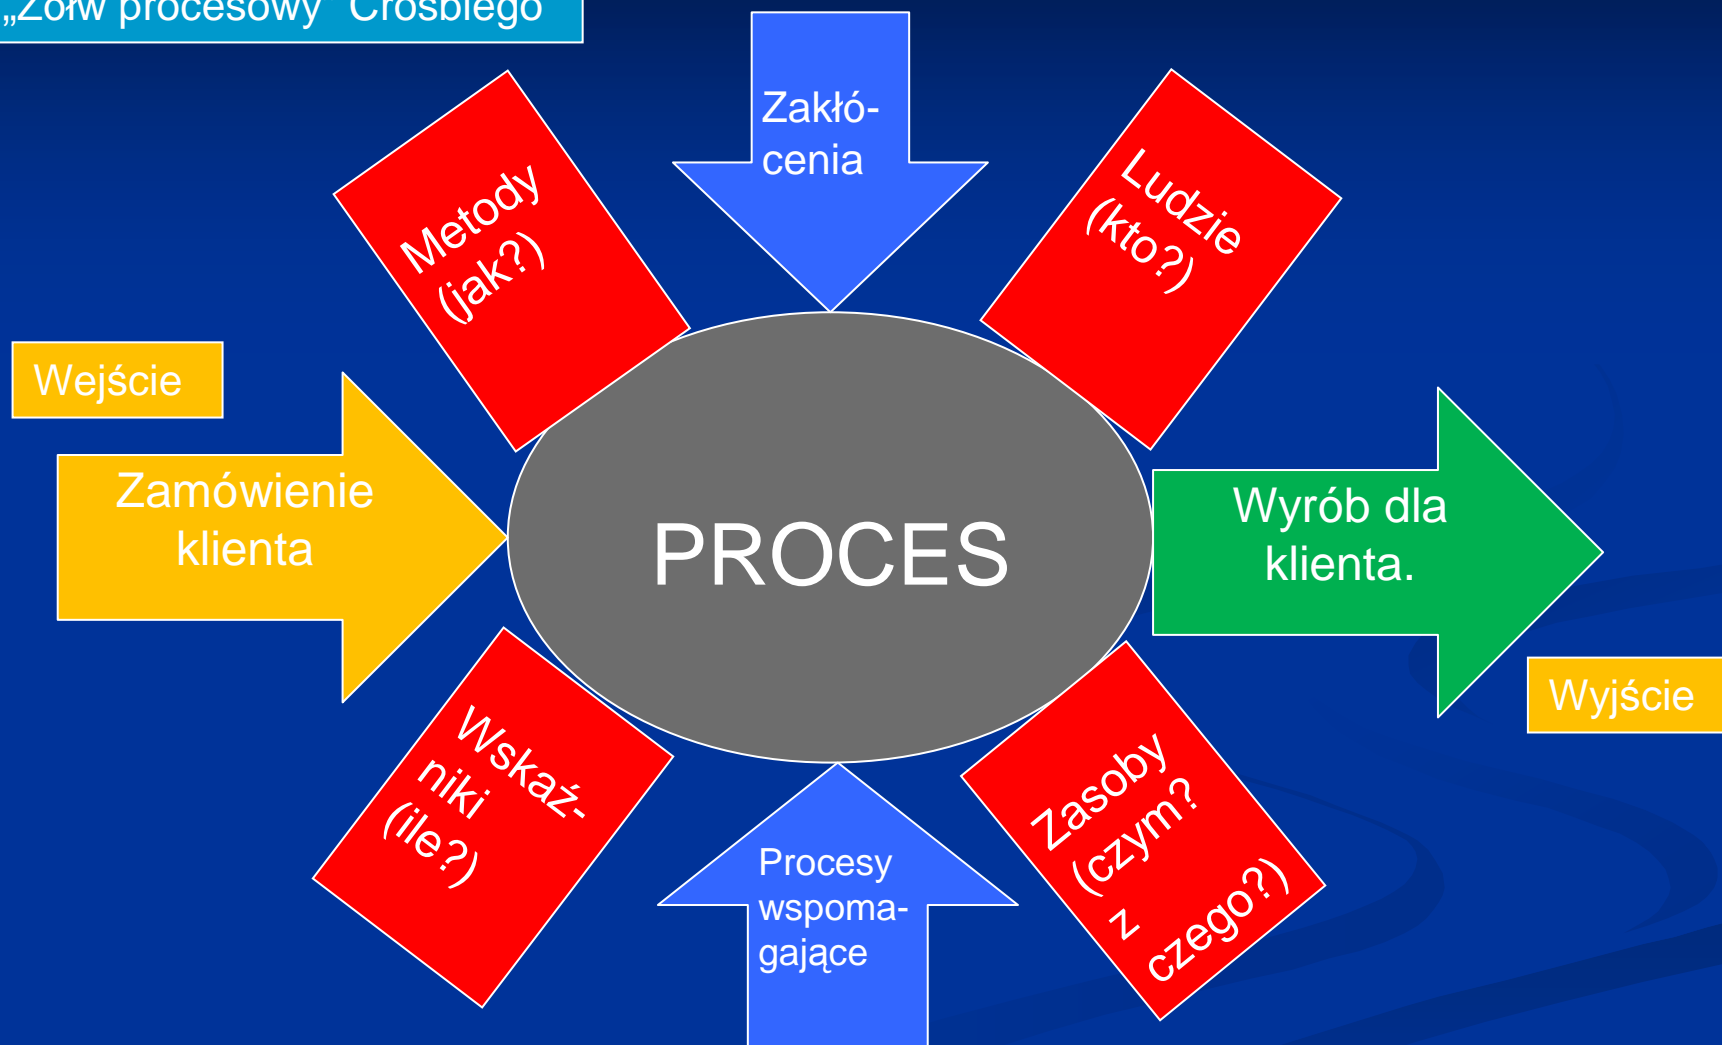 „Żółw procesowy” Crosbiego
Zakłó-
cenia
Metody
(jak?)
Ludzie
(kto?)
Wejście
Zamówienie
klienta
PROCES
Wyrób dla
klienta.
Wyjście
Wskaź-
niki
(ile?)
Procesy
wspoma-
gające
Zasoby
(czym?
z
czego?)